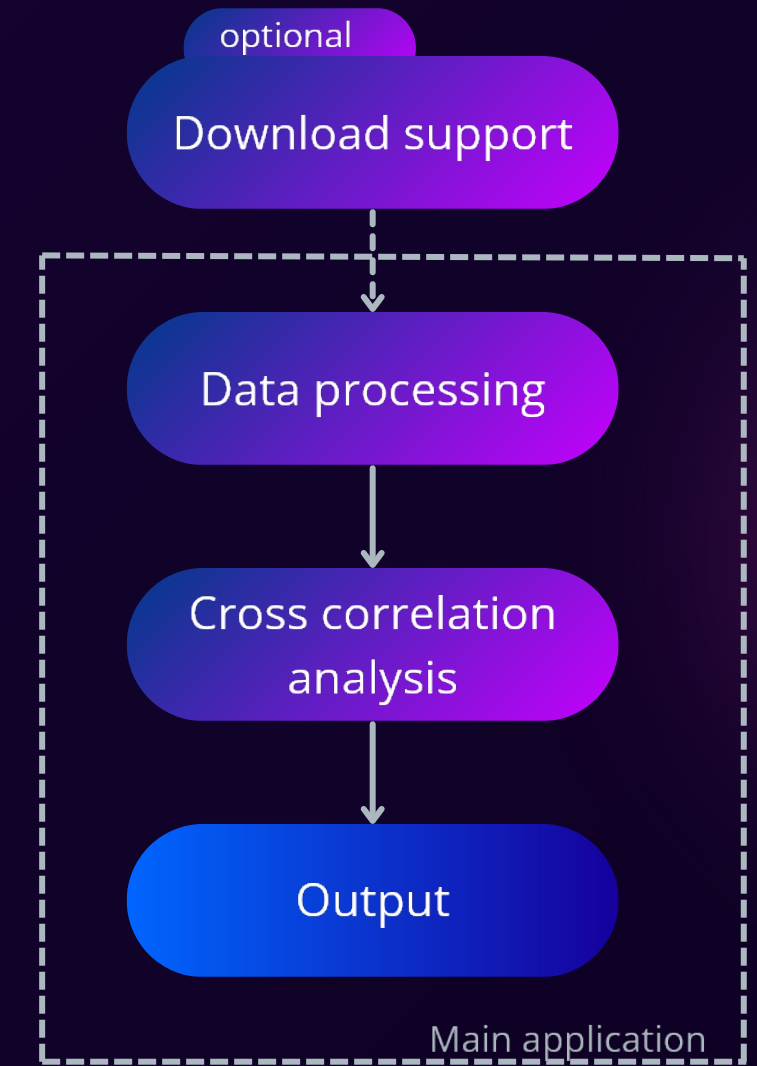 optional
Download support
Data processing
Cross correlation
analysis
Output
Main application